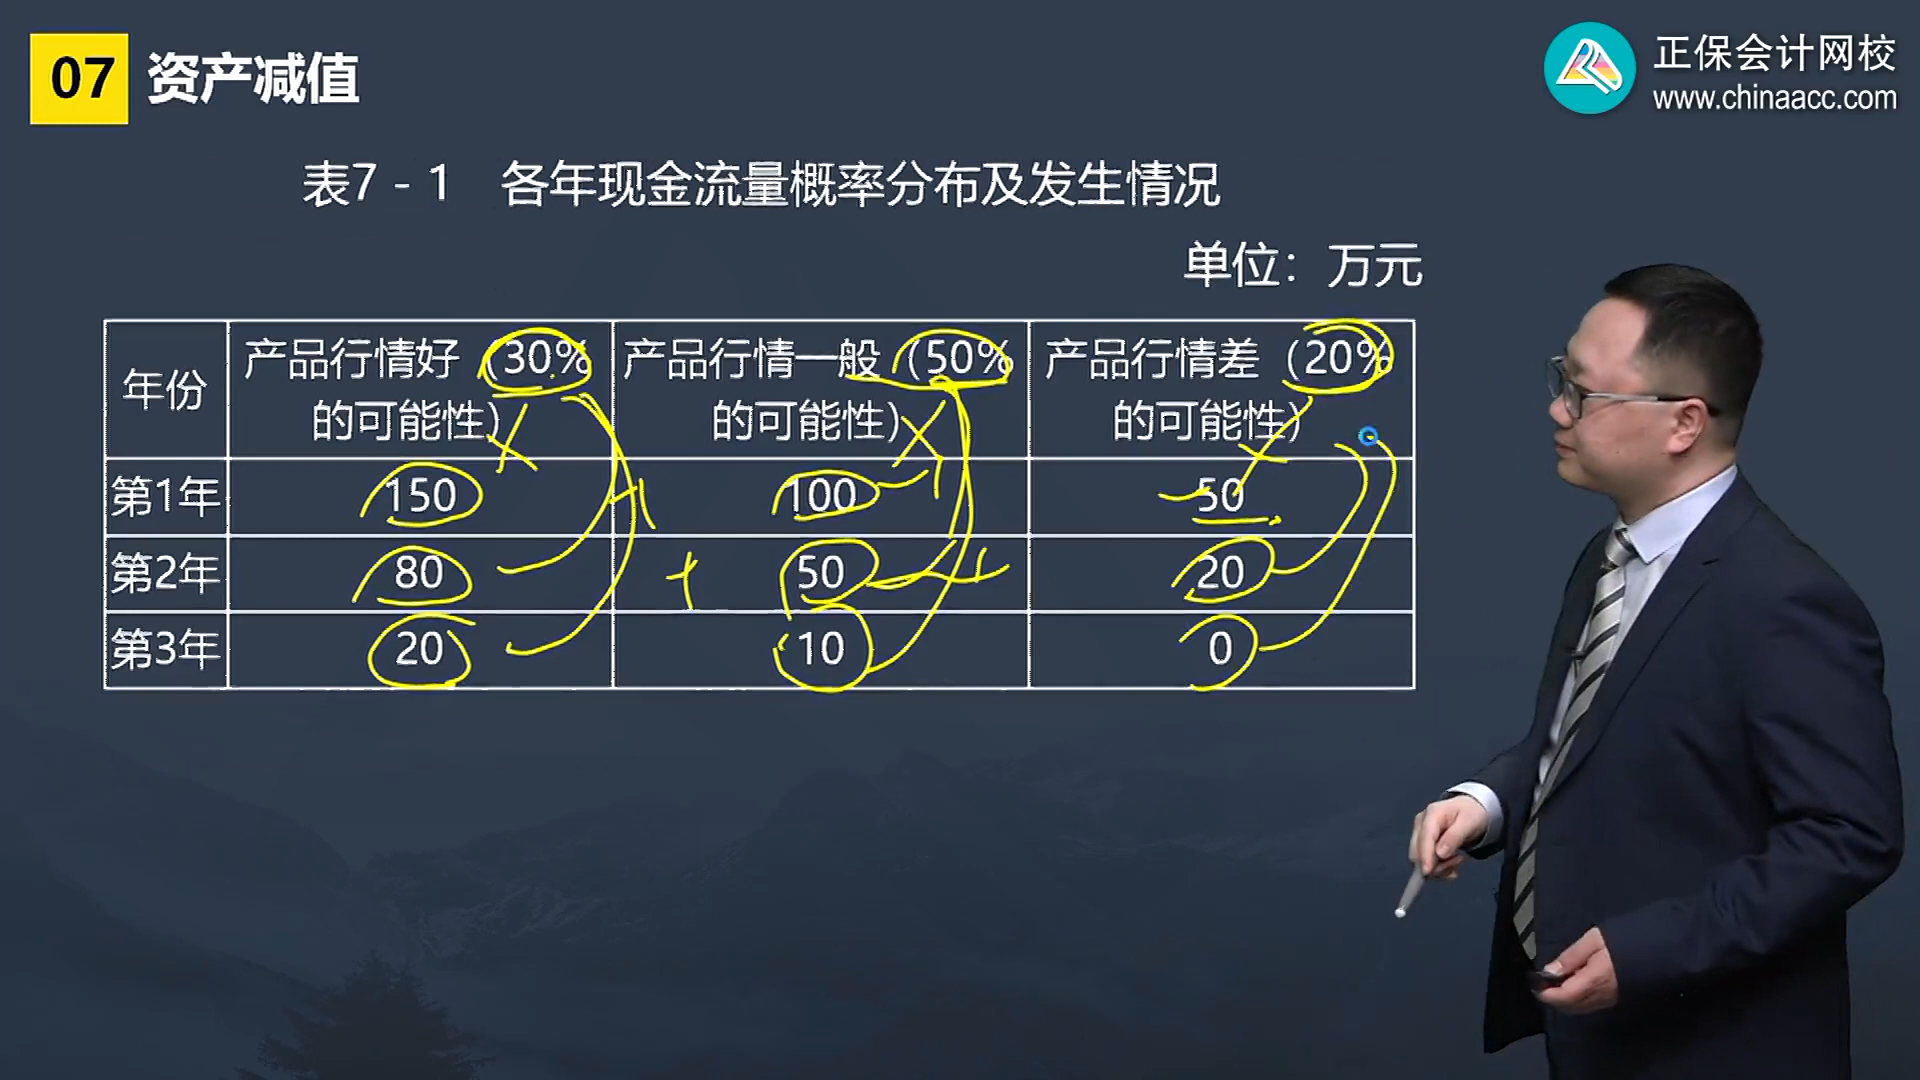 07 资产减值
正保会计网校
www.chinaacc.com
表7-1 各年现金流量概率分布及发生情况
单位：万元
年份 产品行情好（30%的可能性） 产品行情一般（50%的可能性） 产品行情差（20%的可能性）
第1年 150 100 50
第2年 80 50 20
第3年 20 10 0